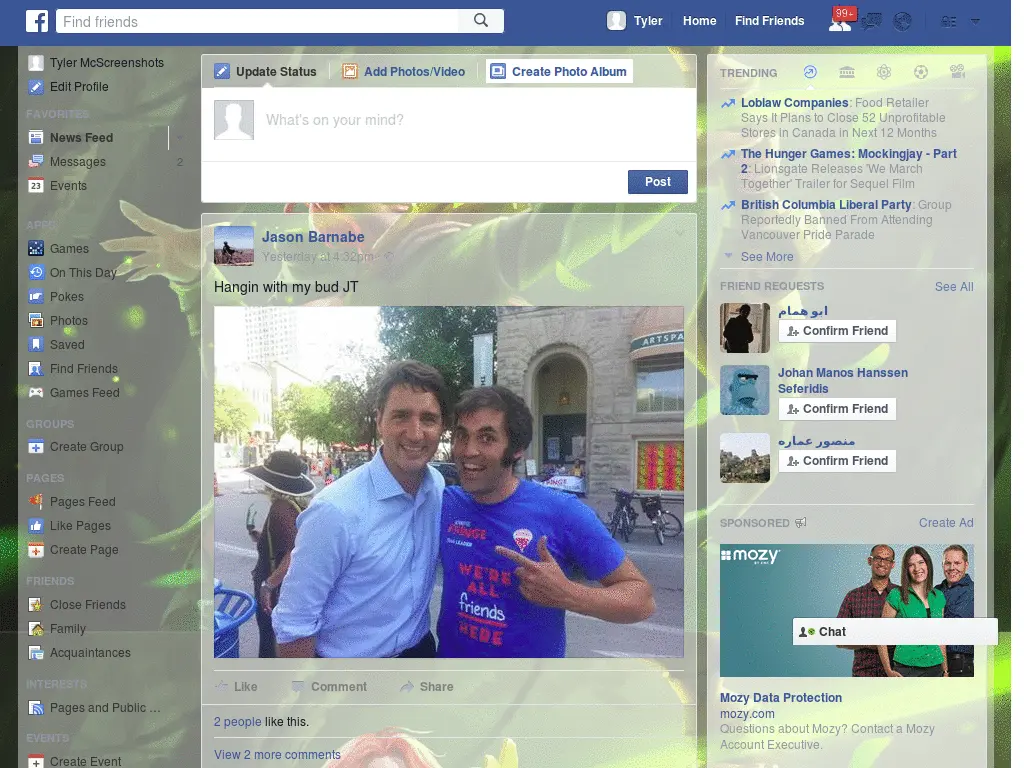 Find friends
Tyler
Home
Find Friends
99+
Tyler McScreenshots
Edit Profile
FAVORITES
News Feed
Messages 2
23 Events
APPS
Games
On This Day
Pokes
Photos
Saved
Find Friends
Games Feed
GROUPS
Create Group
PAGES
Pages Feed
Like Pages
Create Page
FRIENDS
Close Friends
Family
Acquaintances
INTERESTS
Pages and Public ...
EVENTS
Create Event
Update Status
Add Photos/Video
Create Photo Album
What's on your mind?
Post
Jason Barnabe
Yesterday at 4:32pm
Hangin with my bud JT
ARTSPA
FRINGE
LEADER
WE'RE
ALL
friends
HERE
Like
Comment
Share
2 people like this.
View 2 more comments
TRENDING
Loblaw Companies: Food Retailer
Says It Plans to Close 52 Unprofitable
Stores in Canada in Next 12 Months
The Hunger Games: Mockingjay - Part
2: Lionsgate Releases 'We March
Together' Trailer for Sequel Film
British Columbia Liberal Party: Group
Reportedly Banned From Attending
Vancouver Pride Parade
See More
FRIEND REQUESTS
See All
ابو همام
Confirm Friend
Johan Manos Hanssen
Seferidis
Confirm Friend
منصور عماره
Confirm Friend
SPONSORED
Create Ad
mozy
BY EMC
Chat
Mozy Data Protection
mozy.com
Questions about Mozy? Contact a Mozy
Account Executive.